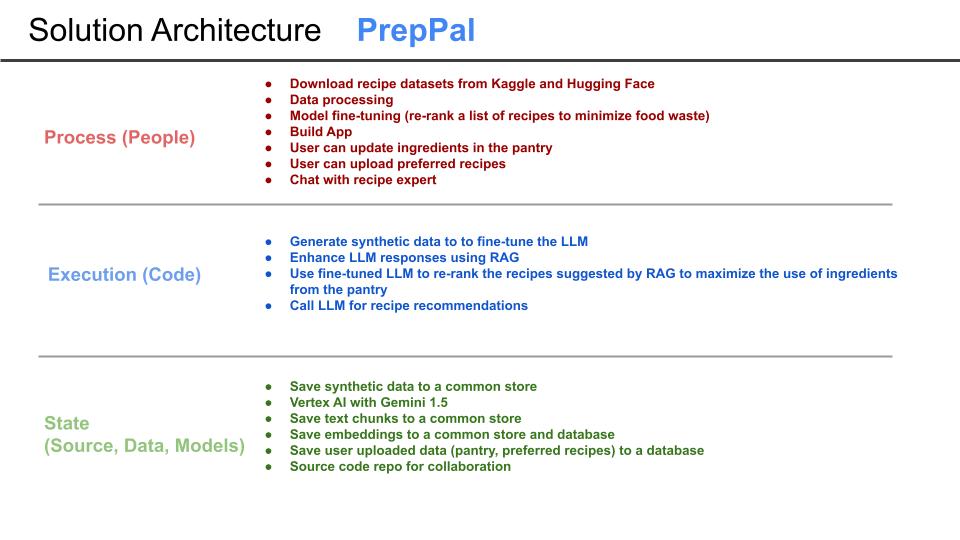 Solution Architecture PrepPal
Process (People)
● Download recipe datasets from Kaggle and Hugging Face
● Data processing
● Model fine-tuning (re-rank a list of recipes to minimize food waste)
● Build App
● User can update ingredients in the pantry
● User can upload preferred recipes
● Chat with recipe expert
Execution (Code)
● Generate synthetic data to to fine-tune the LLM
● Enhance LLM responses using RAG
● Use fine-tuned LLM to re-rank the recipes suggested by RAG to maximize the use of ingredients
from the pantry
● Call LLM for recipe recommendations
State
(Source, Data, Models)
● Save synthetic data to a common store
● Vertex AI with Gemini 1.5
● Save text chunks to a common store
● Save embeddings to a common store and database
● Save user uploaded data (pantry, preferred recipes) to a database
● Source code repo for collaboration